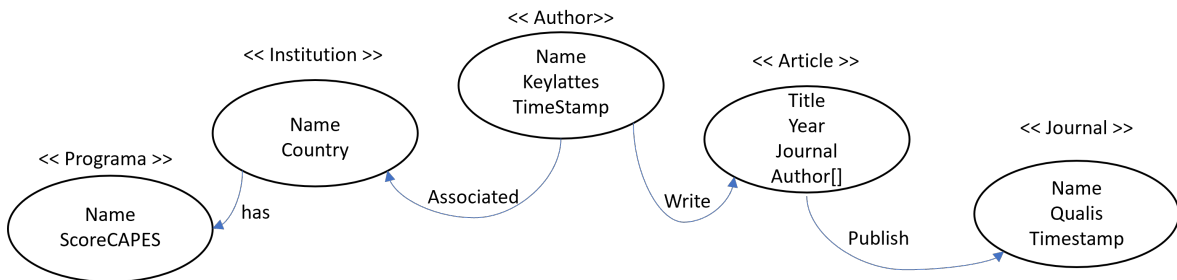 << Programa >>
Name
ScoreCAPES
has
<< Institution >>
Name
Country
Associated
<< Author>>
Name
Keylattes
TimeStamp
Write
<< Article >>
Title
Year
Journal
Author[]
Publish
<< Journal >>
Name
Qualis
Timestamp